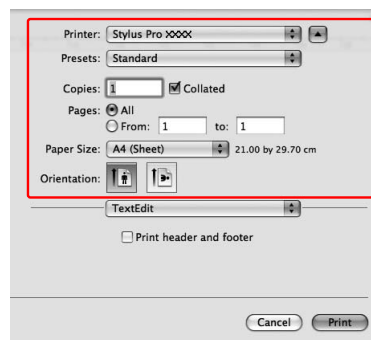 Printer: Stylus Pro XXXX
Presets: Standard
Copies: 1 Collated
Pages: All
From: 1 to: 1
Paper Size: A4 (Sheet) 21.00 by 29.70 cm
Orientation:
TextEdit
Print header and footer
Cancel Print